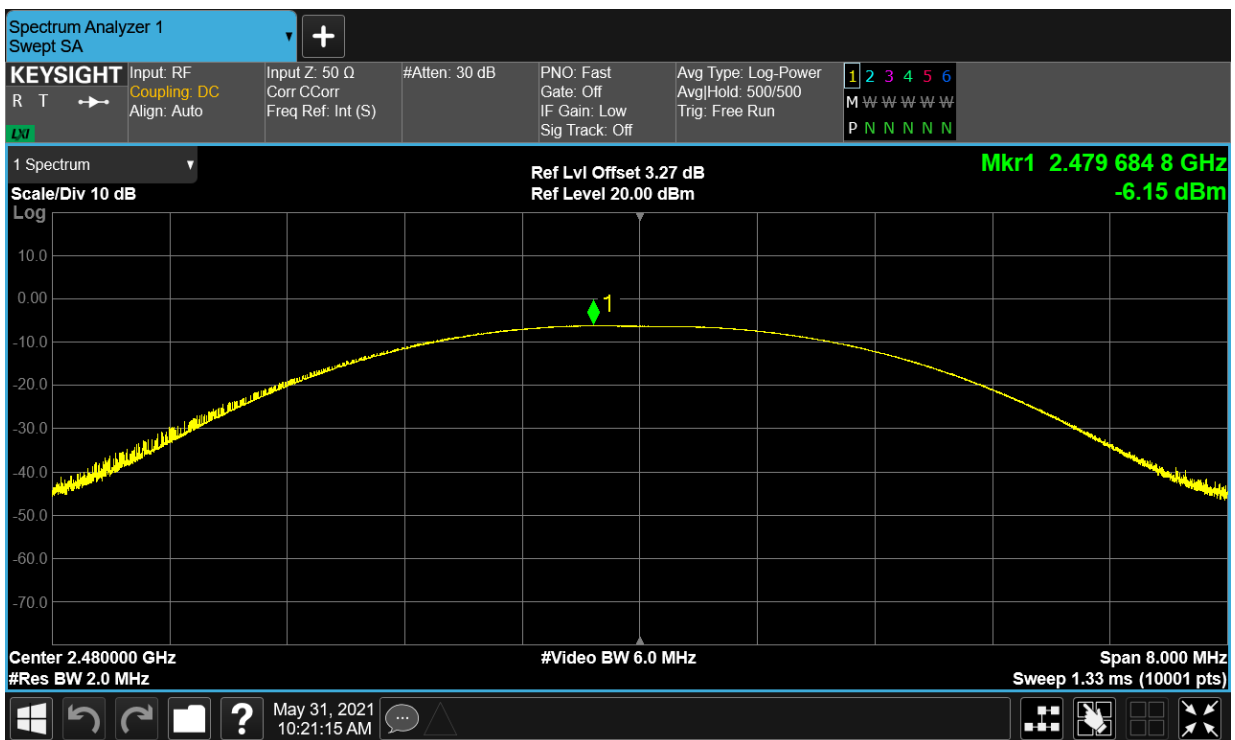 Spectrum Analyzer 1
Swept SA
KEYSIGHT
R T
LXI
Input: RF
Coupling: DC
Align: Auto
Input Z: 50 Ω
Corr CCorr
Freq Ref: Int (S)
#Atten: 30 dB
PNO: Fast
Gate: Off
IF Gain: Low
Sig Track: Off
Avg Type: Log-Power
Avg|Hold: 500/500
Trig: Free Run
1 2 3 4 5 6
M W W W W W
P N N N N N
1 Spectrum
Scale/Div 10 dB
Log
Ref Lvl Offset 3.27 dB
Ref Level 20.00 dBm
Mkr1 2.479 684 8 GHz
-6.15 dBm
10.0
0.00
1
-10.0
-20.0
-30.0
-40.0
-50.0
-60.0
-70.0
Center 2.480000 GHz
#Video BW 6.0 MHz
Span 8.000 MHz
#Res BW 2.0 MHz
Sweep 1.33 ms (10001 pts)
?
May 31, 2021
10:21:15 AM